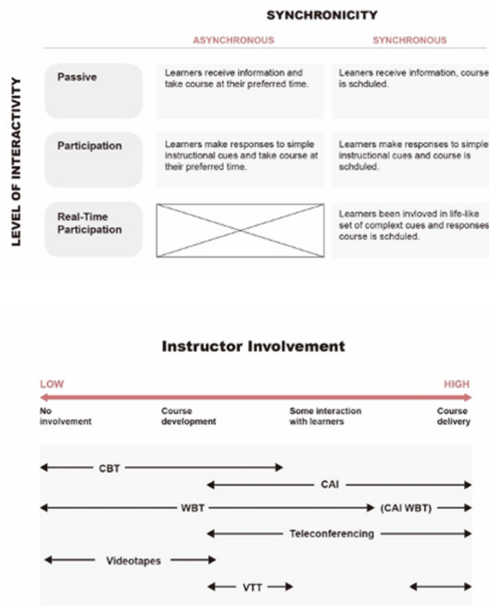 SYNCHRONICITY
ASYNCHRONOUS
SYNCHRONOUS
LEVEL OF INTERACTIVITY
Passive
Learners receive information and
take course at their preferred time.
Leaners receive information, course
is schduled.
Participation
Learners make responses to simple
instructional cues and take course at
their preferred time.
Learners make responses to simple
instructional cues and course is
schduled.
Real-Time
Participation
Learners been invloved in life-like
set of complext cues and responses
course is schduled.
Instructor Involvement
LOW
HIGH
No
involvement
Course
development
Some interaction
with learners
Course
delivery
CBT
CAI
WBT
(CAI WBT)
Teleconferencing
Videotapes
VTT